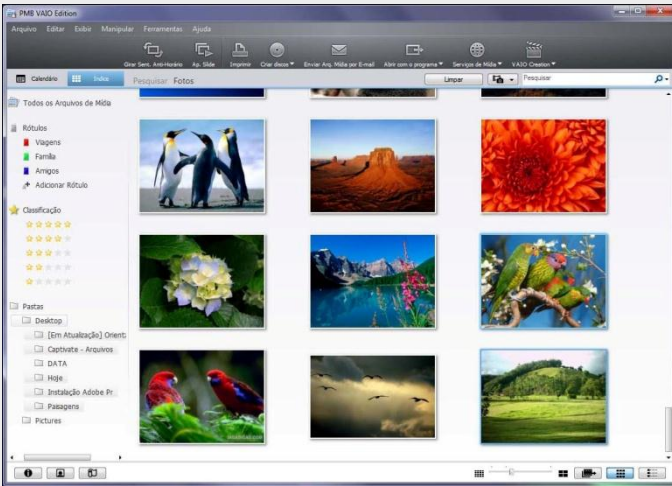 PMB VAIO Edition
Arquivo Editar Exibir Manipular Ferramentas Ajuda
Girar Sent. Anti-Horário Ap. Slide Imprimir Criar discos Enviar Arq. Mídia por E-mail Abrir com o programa Serviços de Mídia VAIO Creation
Calendário Índice Pesquisar Fotos Limpar Pesquisar
Todos os Arquivos de Mídia
Rótulos
Viagens
Família
Amigos
Adicionar Rótulo
Classificação
Pastas
Desktop
[Em Atualização] Orient
Captivate - Arquivos
DATA
Hoje
Instalação Adobe Pr
Paisagens
Pictures